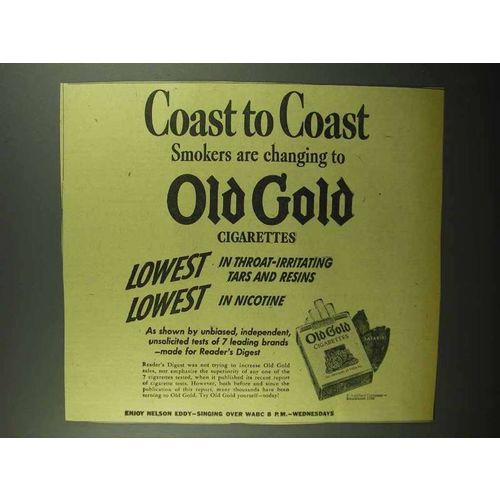 Coast to Coast
Smokers are changing to
Old Gold
CIGARETTES
LOWEST IN THROAT-IRRITATING
TARS AND RESINS
LOWEST IN NICOTINE
As shown by unbiased, independent,
unsolicited tests of 7 leading brands
—made for Reader's Digest
Reader's Digest was not trying to increase Old Gold
sales, nor emphasize the superiority of any one of the
7 cigarettes tested, when it published its recent report
of cigarette tests. However, both before and since the
publication of this report, many thousands have been
turning to Old Gold. Try Old Gold yourself—today!
Old Gold
CIGARETTES
ENJOY NELSON EDDY—SINGING OVER WABC 8 P.M.—WEDNESDAYS